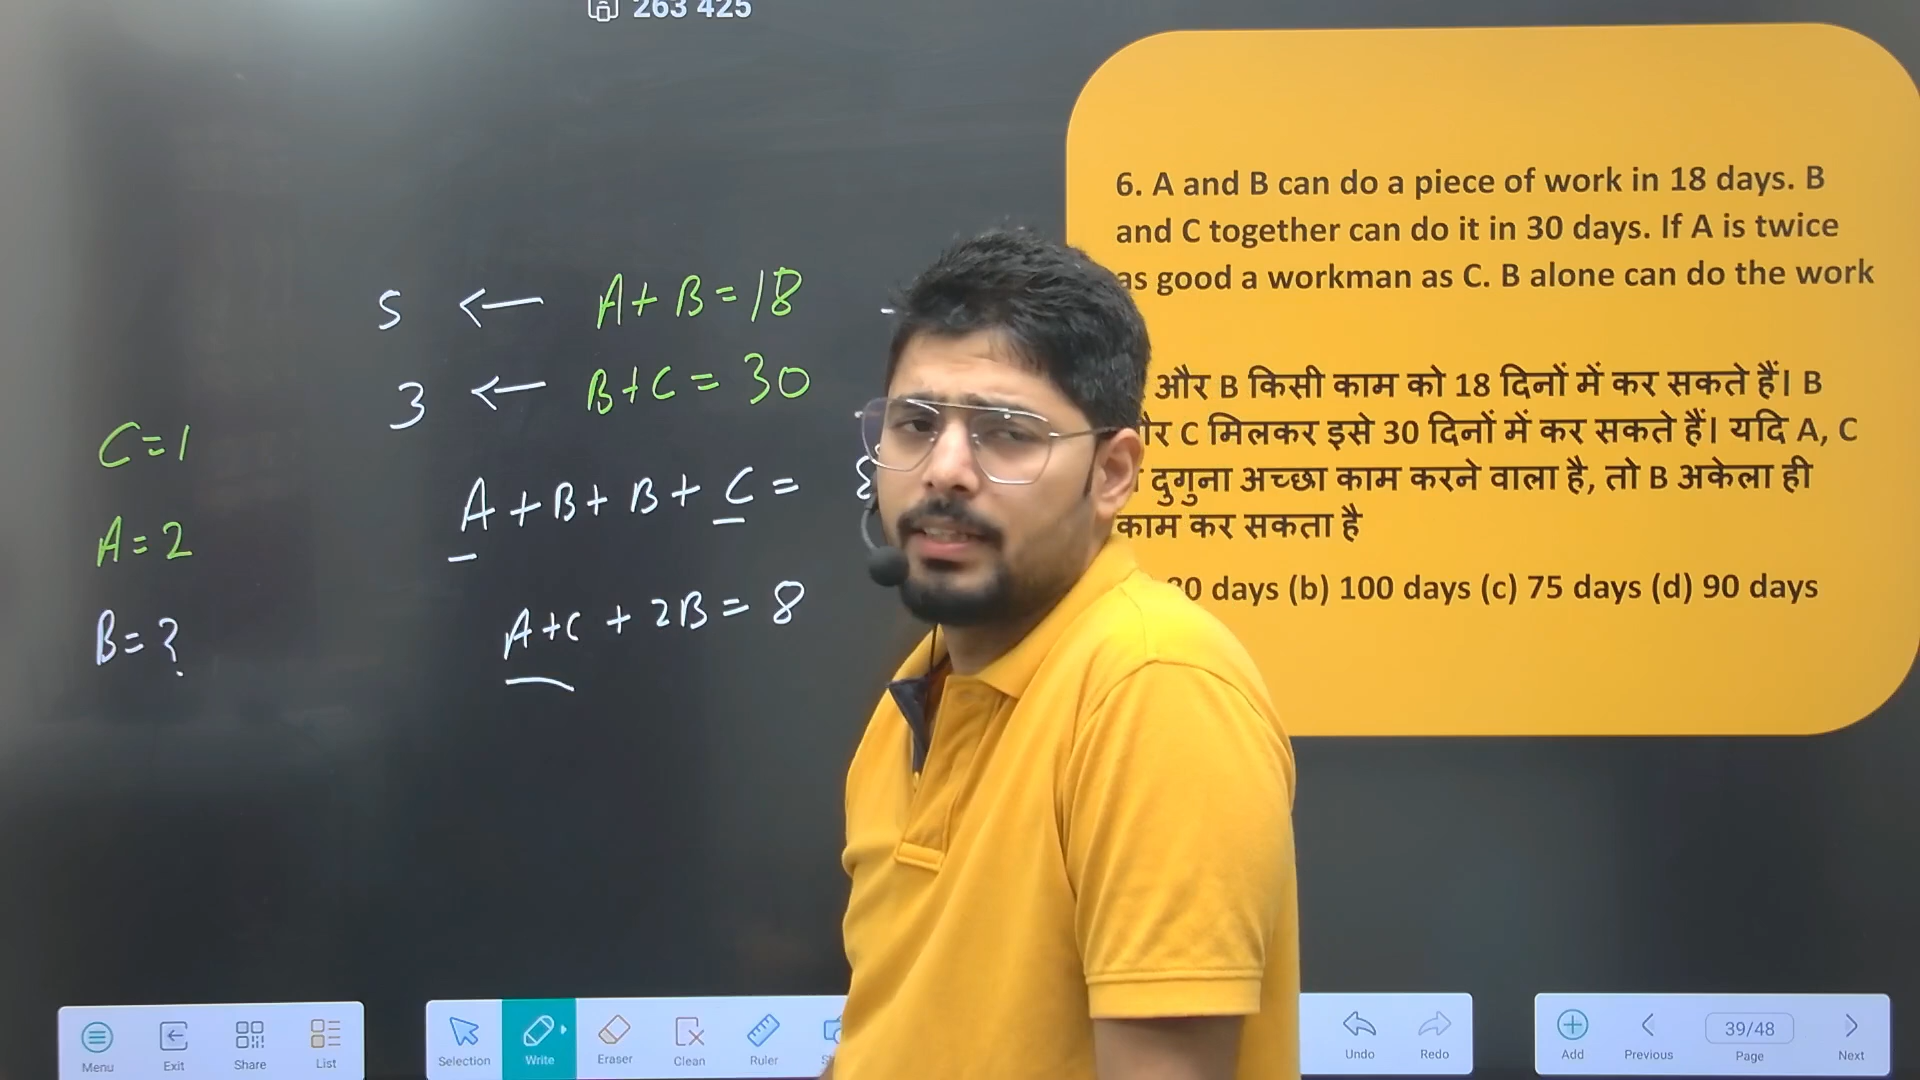 263 425
5 ← A+B=18
3 ← B+C=30
A+B+B+C=
A+C+2B=8
C=1
A=2
B=?
6. A and B can do a piece of work in 18 days. B
and C together can do it in 30 days. If A is twice
as good a workman as C. B alone can do the work
और B किसी काम को 18 दिनों में कर सकते हैं। B
C मिलकर इसे 30 दिनों में कर सकते हैं। यदि A, C
दुगुना अच्छा काम करने वाला है, तो B अकेला ही
काम कर सकता है
days (b) 100 days (c) 75 days (d) 90 days
Menu Exit Share List
Selection Write Eraser Clean Ruler
Undo Redo
Add Previous 39/48 Page Next